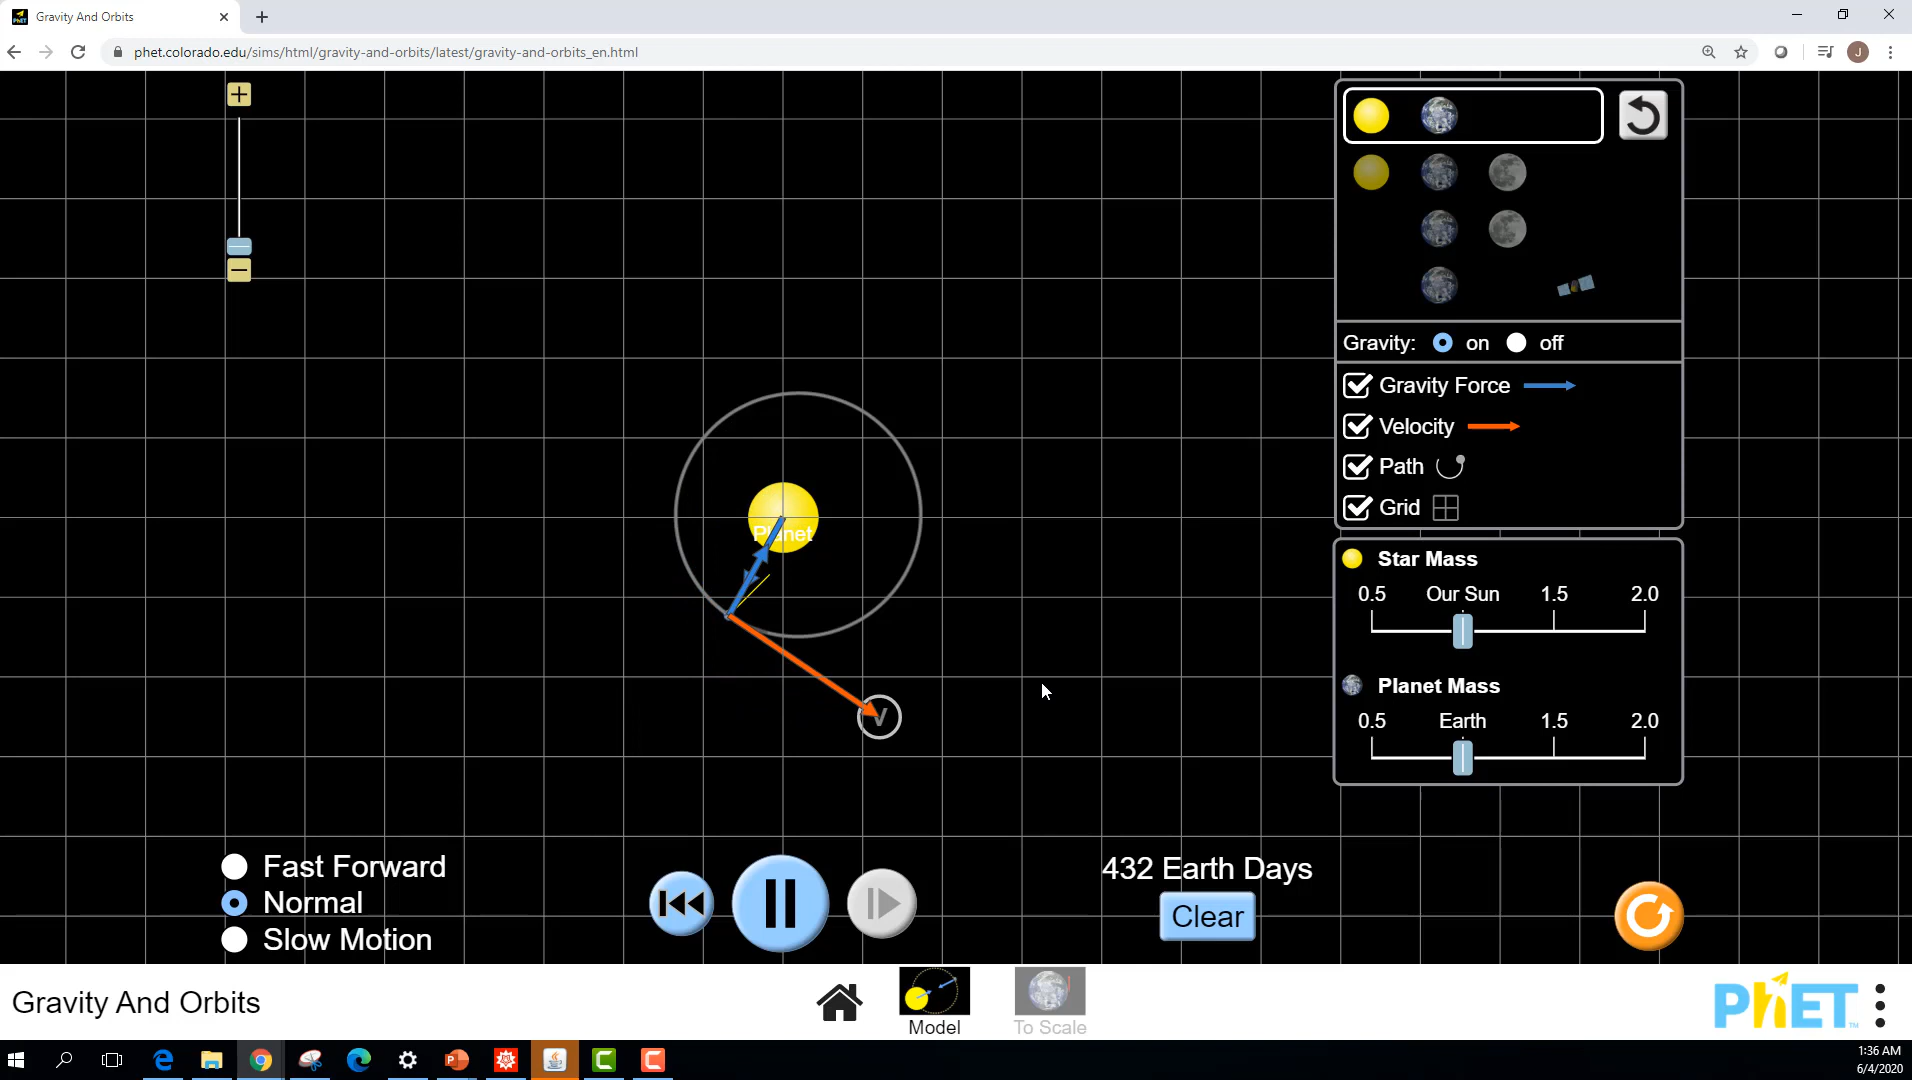 Gravity And Orbits
phet.colorado.edu/sims/html/gravity-and-orbits/latest/gravity-and-orbits_en.html
J
Gravity: on off
Gravity Force
Velocity
Path
Grid
Planet
V
Star Mass
0.5 Our Sun 1.5 2.0
Planet Mass
0.5 Earth 1.5 2.0
Fast Forward
Normal
Slow Motion
432 Earth Days
Clear
Gravity And Orbits
Model
To Scale
PhET
1:36 AM
6/4/2020